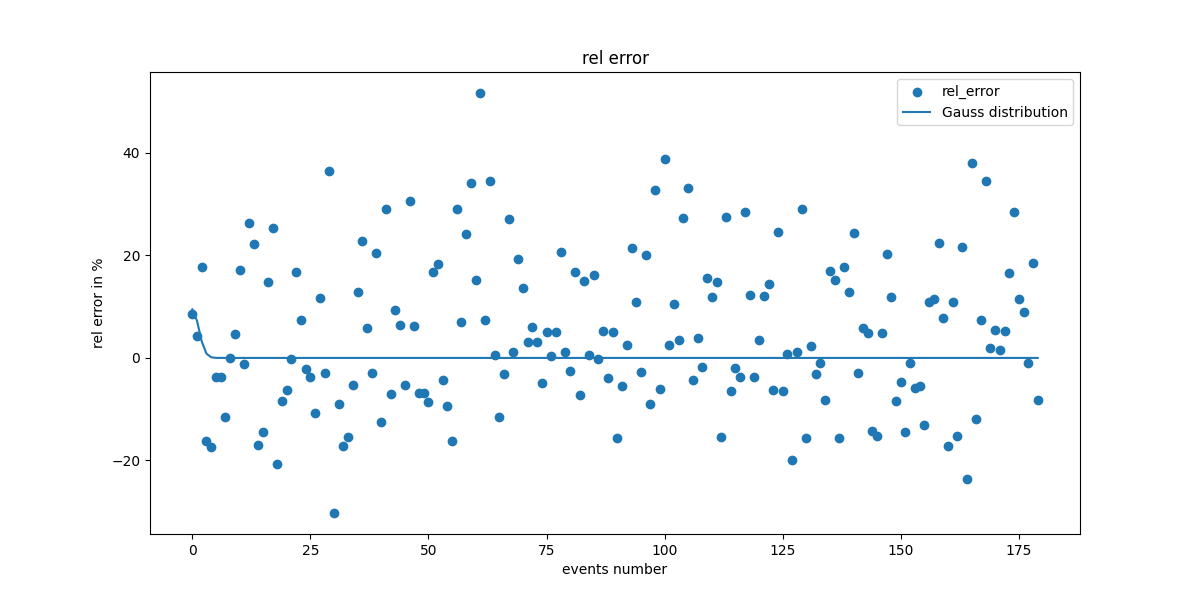 rel error
rel_error
Gauss distribution
rel error in %
40
20
0
−20
0
25
50
75
100
125
150
175
events number